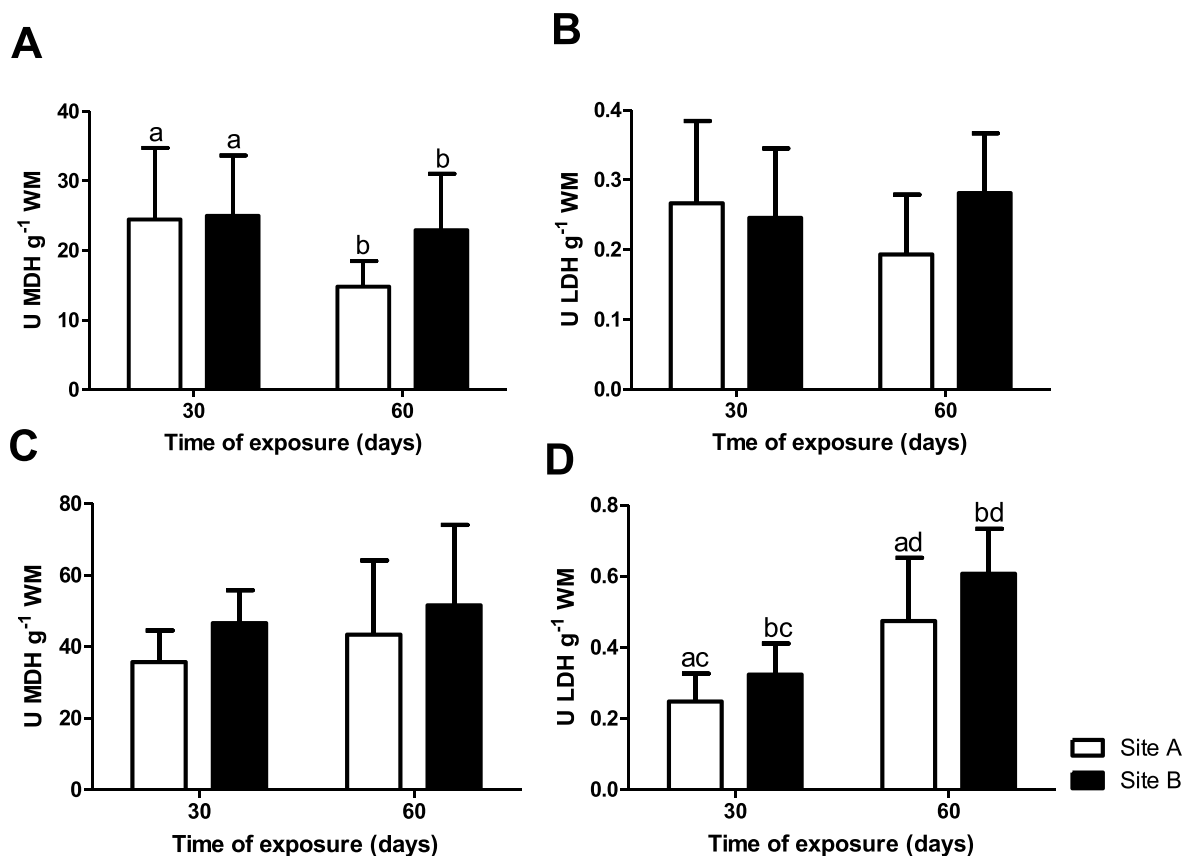 A
U MDH g-1 WM
40
30
20
10
0
a
a
b
b
30
60
Time of exposure (days)
B
U LDH g-1 WM
0.4
0.3
0.2
0.1
0.0
30
60
Tme of exposure (days)
C
U MDH g-1 WM
80
60
40
20
0
30
60
Time of exposure (days)
D
U LDH g-1 WM
0.8
0.6
0.4
0.2
0.0
ac
bc
ad
bd
30
60
Time of exposure (days)
Site A
Site B